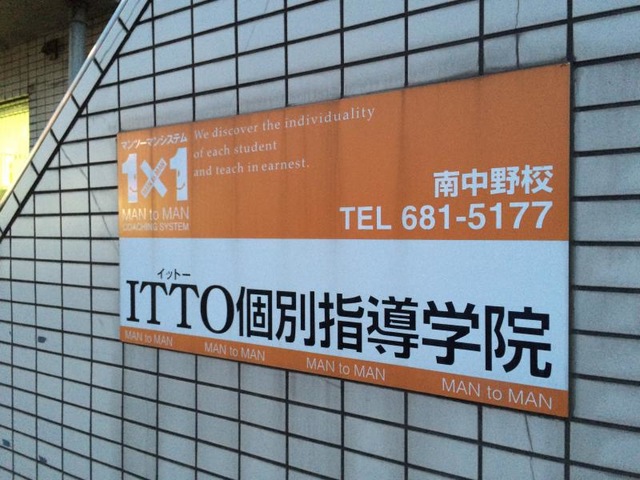 マンツーマンシステム
1×1
MAN to MAN
COACHING SYSTEM
We discover the individuality
of each student
and teach in earnest.
南中野校
TEL 681-5177
イットー
ITTO個別指導学院
MAN to MAN MAN to MAN MAN to MAN MAN to MAN